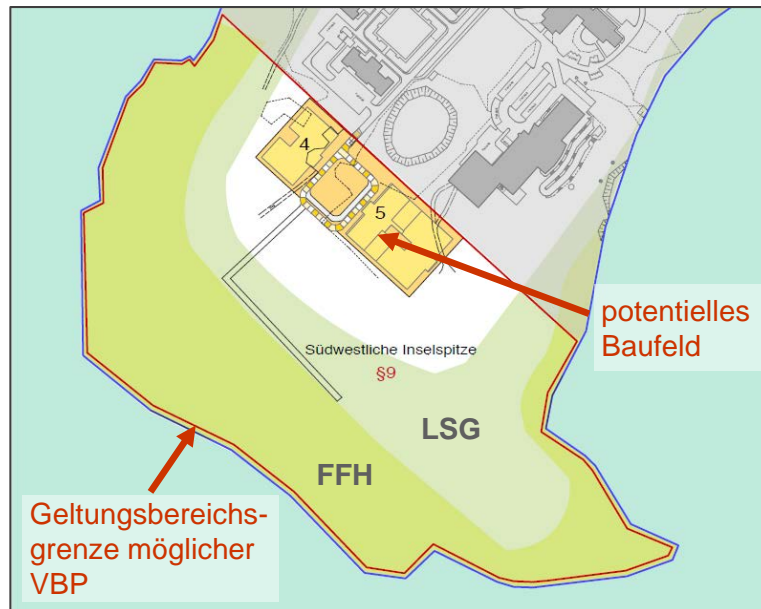 4
5
potentielles
Baufeld
Südwestliche Inselspitze
§9
LSG
FFH
Geltungsbereichs-
grenze möglicher
VBP